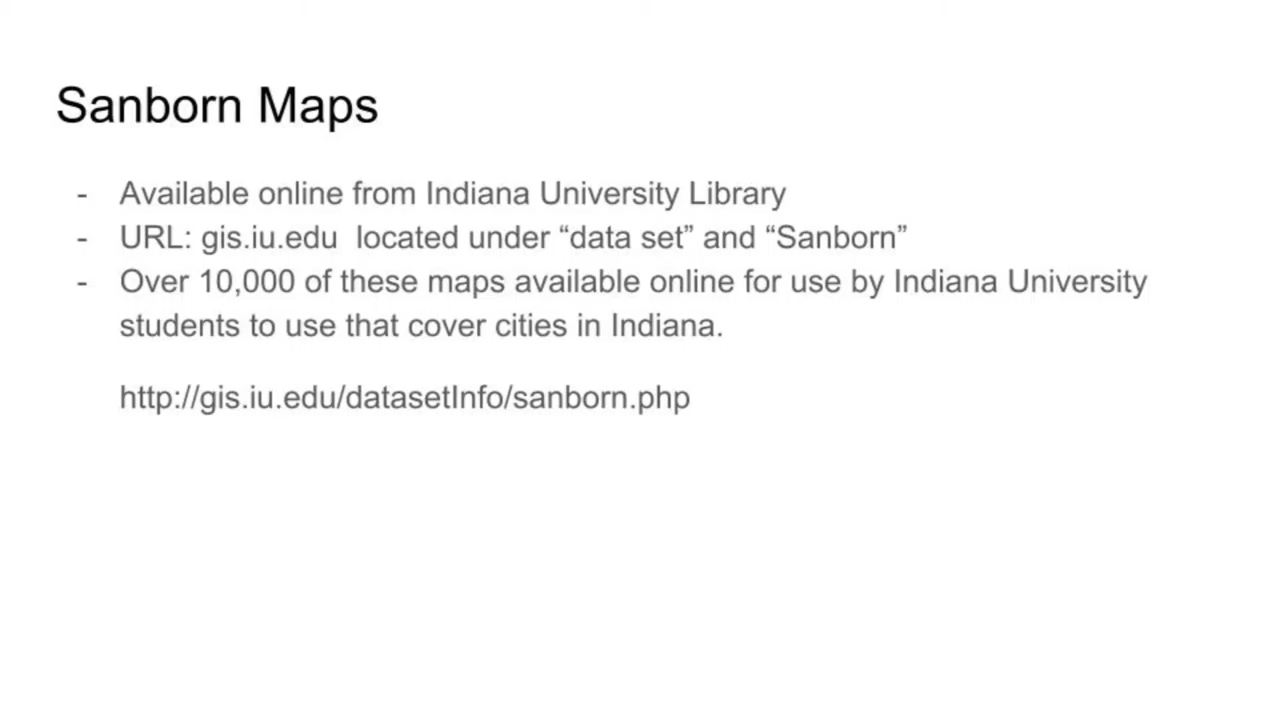 Sanborn Maps
- Available online from Indiana University Library
- URL: gis.iu.edu  located under “data set” and “Sanborn”
- Over 10,000 of these maps available online for use by Indiana University
students to use that cover cities in Indiana.
http://gis.iu.edu/datasetInfo/sanborn.php